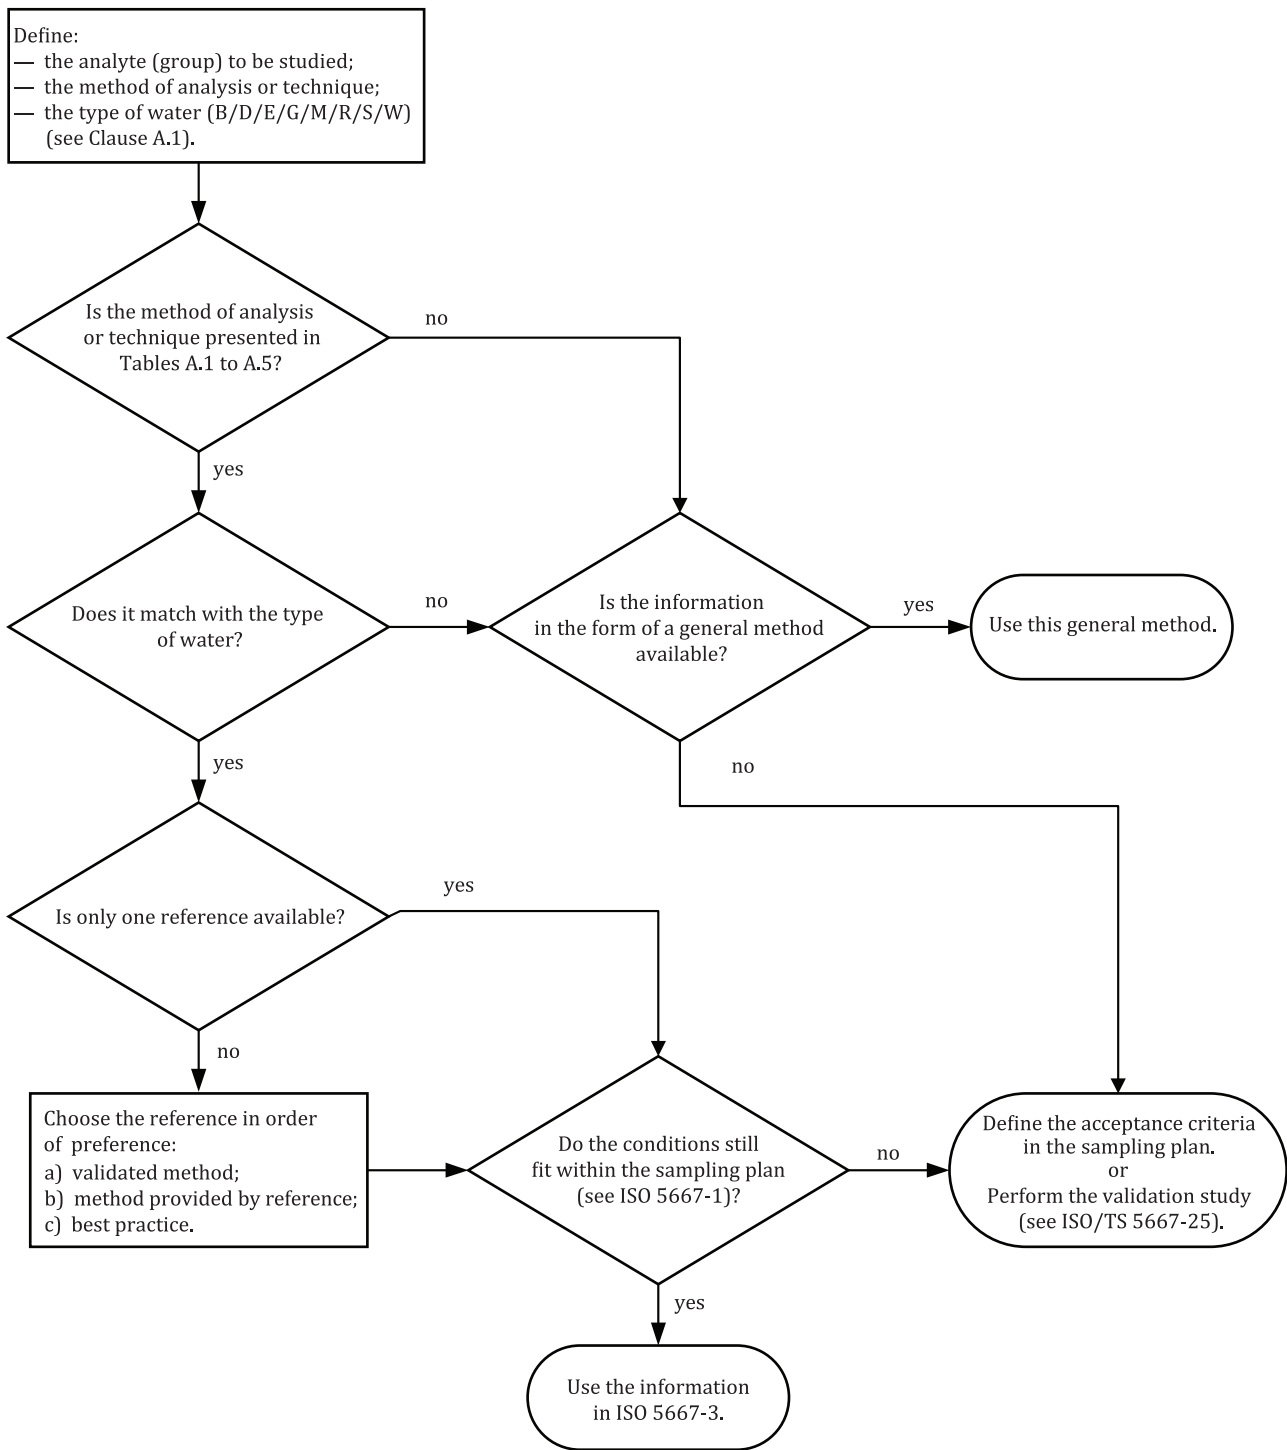 Define:
— the analyte (group) to be studied;
— the method of analysis or technique;
— the type of water (B/D/E/G/M/R/S/W)
(see Clause A.1).
Is the method of analysis
or technique presented in
Tables A.1 to A.5?
no
yes
Does it match with the type
of water?
no
Is the information
in the form of a general method
available?
yes
Use this general method.
yes
no
Is only one reference available?
yes
no
Choose the reference in order
of preference:
a) validated method;
b) method provided by reference;
c) best practice.
Do the conditions still
fit within the sampling plan
(see ISO 5667-1)?
no
Define the acceptance criteria
in the sampling plan.
or
Perform the validation study
(see ISO/TS 5667-25).
yes
Use the information
in ISO 5667-3.